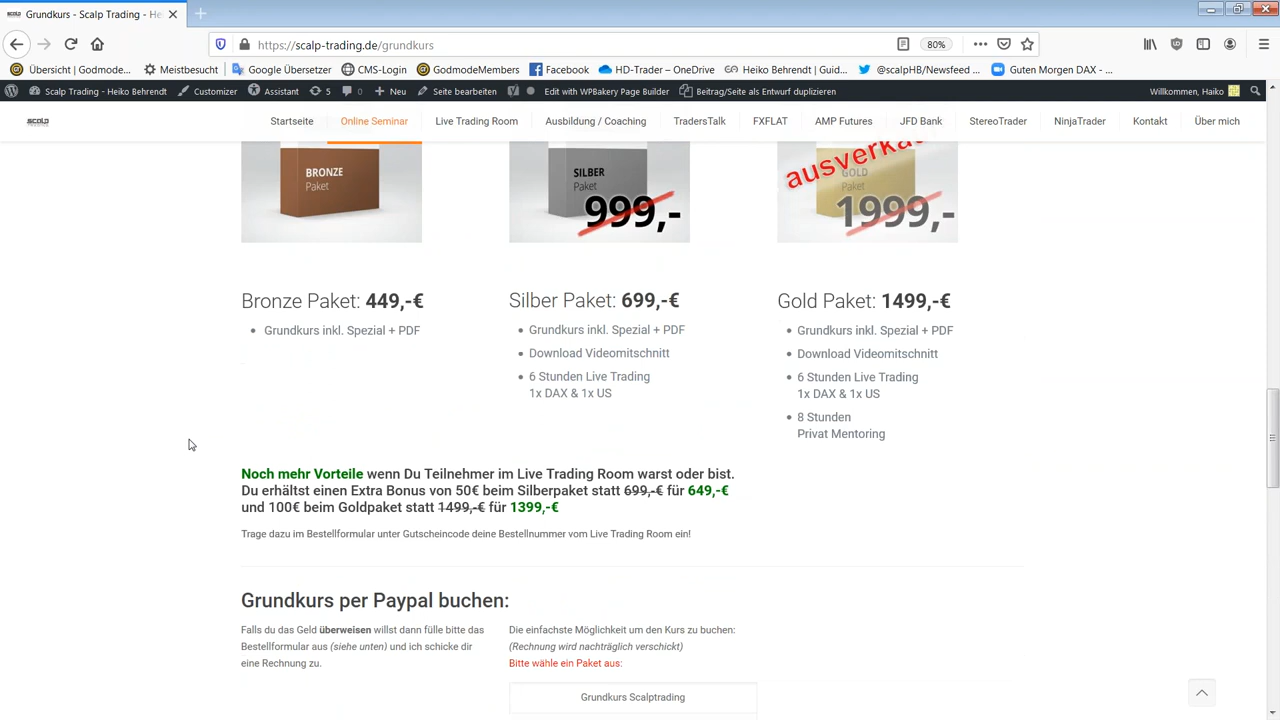 Grundkurs - Scalp Trading - He
https://scalp-trading.de/grundkurs
80%
Übersicht | Godmode...
Meistbesucht
Google Übersetzer
CMS-Login
GodmodeMembers
Facebook
HD-Trader – OneDrive
Heiko Behrendt | Guid...
@scalpHB/Newsfeed ...
Guten Morgen DAX - ...
Scalp Trading - Heiko Behrendt
Customizer
Assistant
5
0
Neu
Seite bearbeiten
Edit with WPBakery Page Builder
Beitrag/Seite als Entwurf duplizieren
Willkommen, Haiko
SCALP
Startseite
Online Seminar
Live Trading Room
Ausbildung / Coaching
TradersTalk
FXFLAT
AMP Futures
JFD Bank
StereoTrader
NinjaTrader
Kontakt
Über mich
BRONZE
Paket
SILBER
Paket
999,-
ausverka
GOLD
Paket
1999,-
Bronze Paket: 449,-€
Grundkurs inkl. Spezial + PDF
Silber Paket: 699,-€
Grundkurs inkl. Spezial + PDF
Download Videomitschnitt
6 Stunden Live Trading
1x DAX & 1x US
Gold Paket: 1499,-€
Grundkurs inkl. Spezial + PDF
Download Videomitschnitt
6 Stunden Live Trading
1x DAX & 1x US
8 Stunden
Privat Mentoring
Noch mehr Vorteile wenn Du Teilnehmer im Live Trading Room warst oder bist.
Du erhältst einen Extra Bonus von 50€ beim Silberpaket statt 699,-€ für 649,-€
und 100€ beim Goldpaket statt 1499,-€ für 1399,-€
Trage dazu im Bestellformular unter Gutscheincode deine Bestellnummer vom Live Trading Room ein!
Grundkurs per Paypal buchen:
Falls du das Geld überweisen willst dann fülle bitte das
Bestellformular aus (siehe unten) und ich schicke dir
eine Rechnung zu.
Die einfachste Möglichkeit um den Kurs zu buchen:
(Rechnung wird nachträglich verschickt)
Bitte wähle ein Paket aus:
Grundkurs Scalptrading